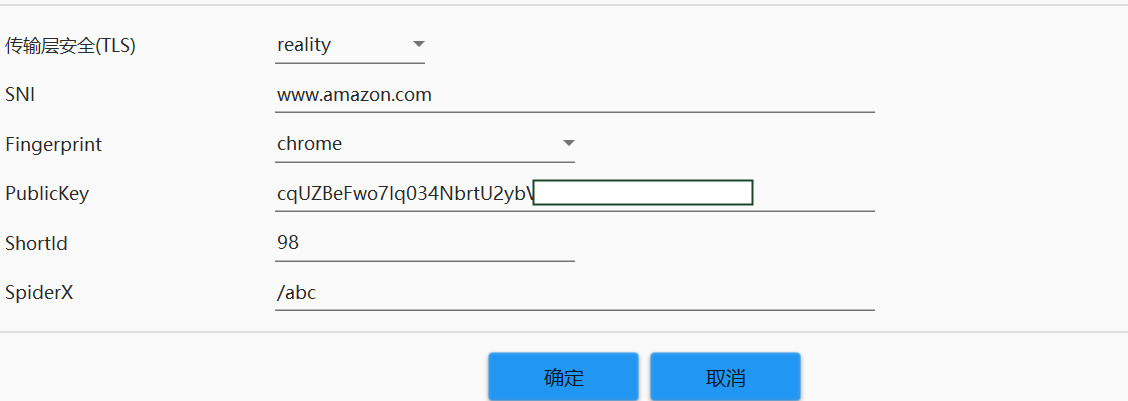 传输层安全(TLS) reality
SNI www.amazon.com
Fingerprint chrome
PublicKey
ShortId 98
SpiderX /abc
确定 取消